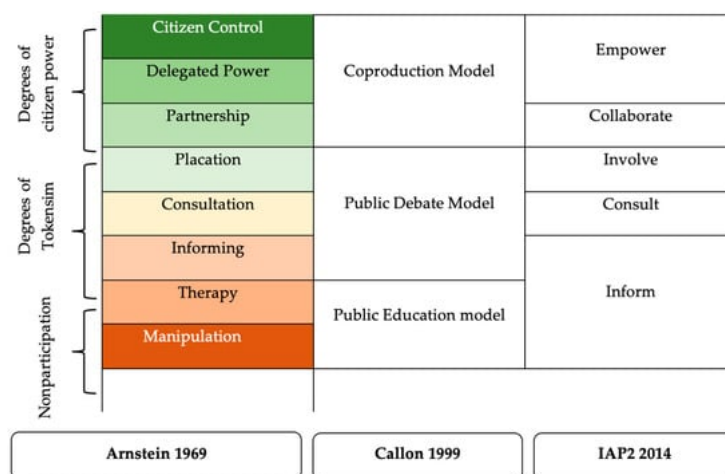 Degrees of
citizen power
Degrees of
Tokensim
Nonparticipation
Citizen Control
Delegated Power
Partnership
Placation
Consultation
Informing
Therapy
Manipulation
Coproduction Model
Public Debate Model
Public Education model
Empower
Collaborate
Involve
Consult
Inform
Arnstein 1969
Callon 1999
IAP2 2014